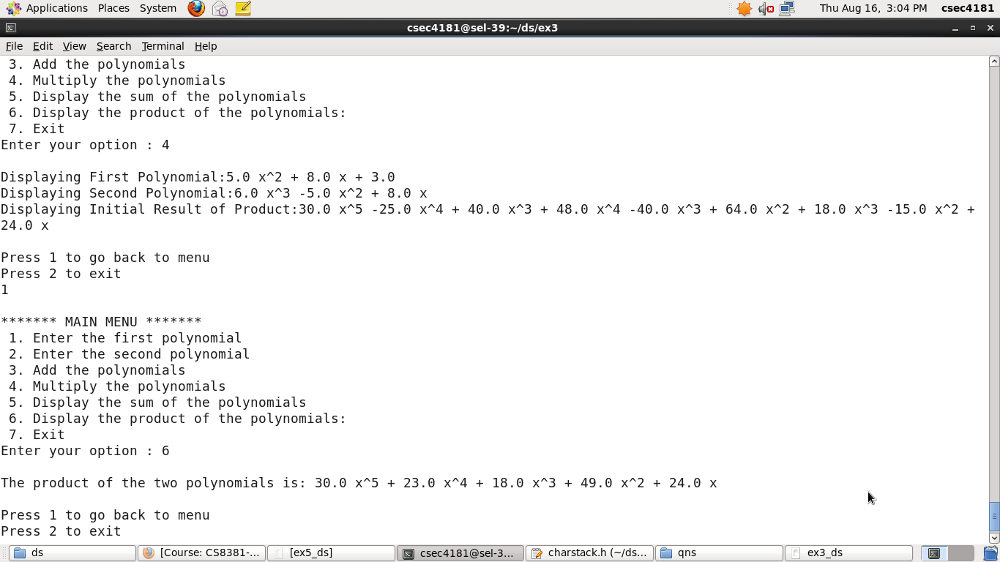 Applications Places System Thu Aug 16, 3:04 PM csec4181
csec4181@sel-39:~/ds/ex3
File Edit View Search Terminal Help
3. Add the polynomials
4. Multiply the polynomials
5. Display the sum of the polynomials
6. Display the product of the polynomials:
7. Exit
Enter your option : 4
Displaying First Polynomial:5.0 x^2 + 8.0 x + 3.0
Displaying Second Polynomial:6.0 x^3 -5.0 x^2 + 8.0 x
Displaying Initial Result of Product:30.0 x^5 -25.0 x^4 + 40.0 x^3 + 48.0 x^4 -40.0 x^3 + 64.0 x^2 + 18.0 x^3 -15.0 x^2 +
24.0 x
Press 1 to go back to menu
Press 2 to exit
1
******* MAIN MENU *******
1. Enter the first polynomial
2. Enter the second polynomial
3. Add the polynomials
4. Multiply the polynomials
5. Display the sum of the polynomials
6. Display the product of the polynomials:
7. Exit
Enter your option : 6
The product of the two polynomials is: 30.0 x^5 + 23.0 x^4 + 18.0 x^3 + 49.0 x^2 + 24.0 x
Press 1 to go back to menu
Press 2 to exit
ds [Course: CS8381-... [ex5_ds] csec4181@sel-3... charstack.h (~/ds... qns ex3_ds